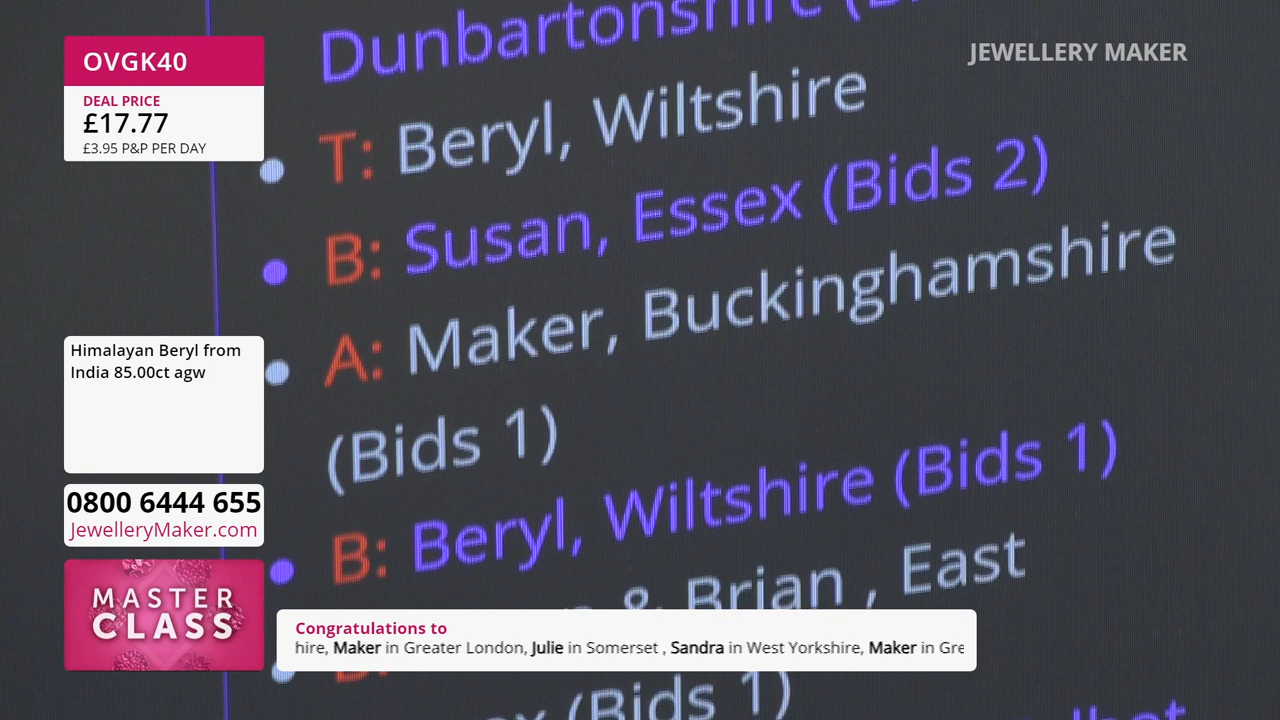 OVGK40
DEAL PRICE
£17.77
£3.95 P&P PER DAY
JEWELLERY MAKER
Dunbartonshire
T: Beryl, Wiltshire
B: Susan, Essex (Bids 2)
A: Maker, Buckinghamshire
(Bids 1)
B: Beryl, Wiltshire (Bids 1)
& Brian , East
(Bids 1)
Himalayan Beryl from
India 85.00ct agw
0800 6444 655
JewelleryMaker.com
MASTER
CLASS
Congratulations to
hire, Maker in Greater London, Julie in Somerset , Sandra in West Yorkshire, Maker in Gre